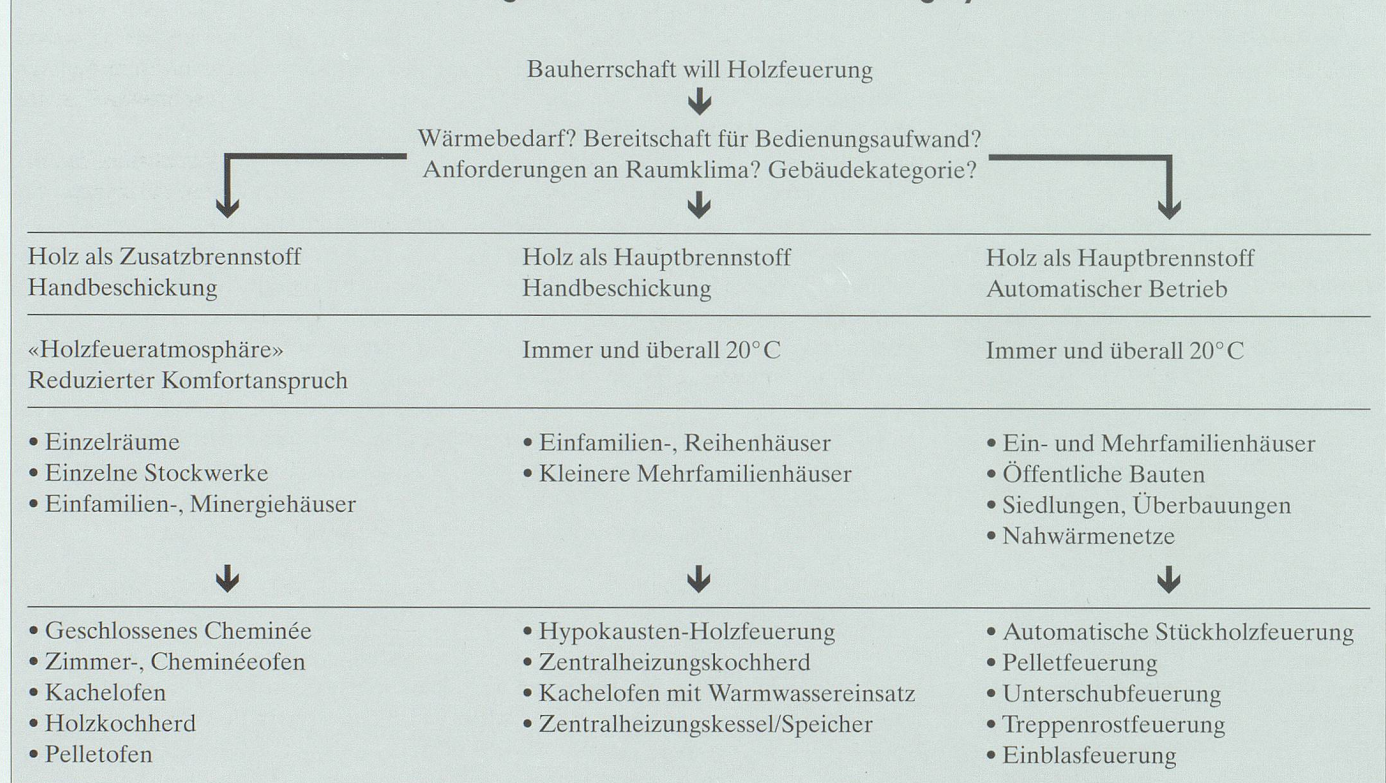 Bauherrschaft will Holzfeuerung
Wärmebedarf? Bereitschaft für Bedienungsaufwand?
Anforderungen an Raumklima? Gebäudekategorie?
Holz als Zusatzbrennstoff
Handbeschickung
Holz als Hauptbrennstoff
Handbeschickung
Holz als Hauptbrennstoff
Automatischer Betrieb
«Holzfeueratmosphäre»
Reduzierter Komfortanspruch
Immer und überall 20°C
Immer und überall 20°C
• Einzelräume
• Einzelne Stockwerke
• Einfamilien-, Minergiehäuser
• Einfamilien-, Reihenhäuser
• Kleinere Mehrfamilienhäuser
• Ein- und Mehrfamilienhäuser
• Öffentliche Bauten
• Siedlungen, Überbauungen
• Nahwärmenetze
• Geschlossenes Cheminée
• Zimmer-, Cheminéeofen
• Kachelofen
• Holzkochherd
• Pelletofen
• Hypokausten-Holzfeuerung
• Zentralheizungskochherd
• Kachelofen mit Warmwassereinsatz
• Zentralheizungskessel/Speicher
• Automatische Stückholzfeuerung
• Pelletfeuerung
• Unterschubfeuerung
• Treppenrostfeuerung
• Einblasfeuerung